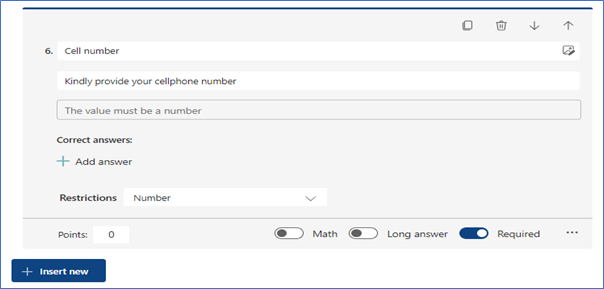 6. Cell number
Kindly provide your cellphone number
The value must be a number
Correct answers:
+ Add answer
Restrictions Number
Points: 0 Math Long answer Required ...
+ Insert new